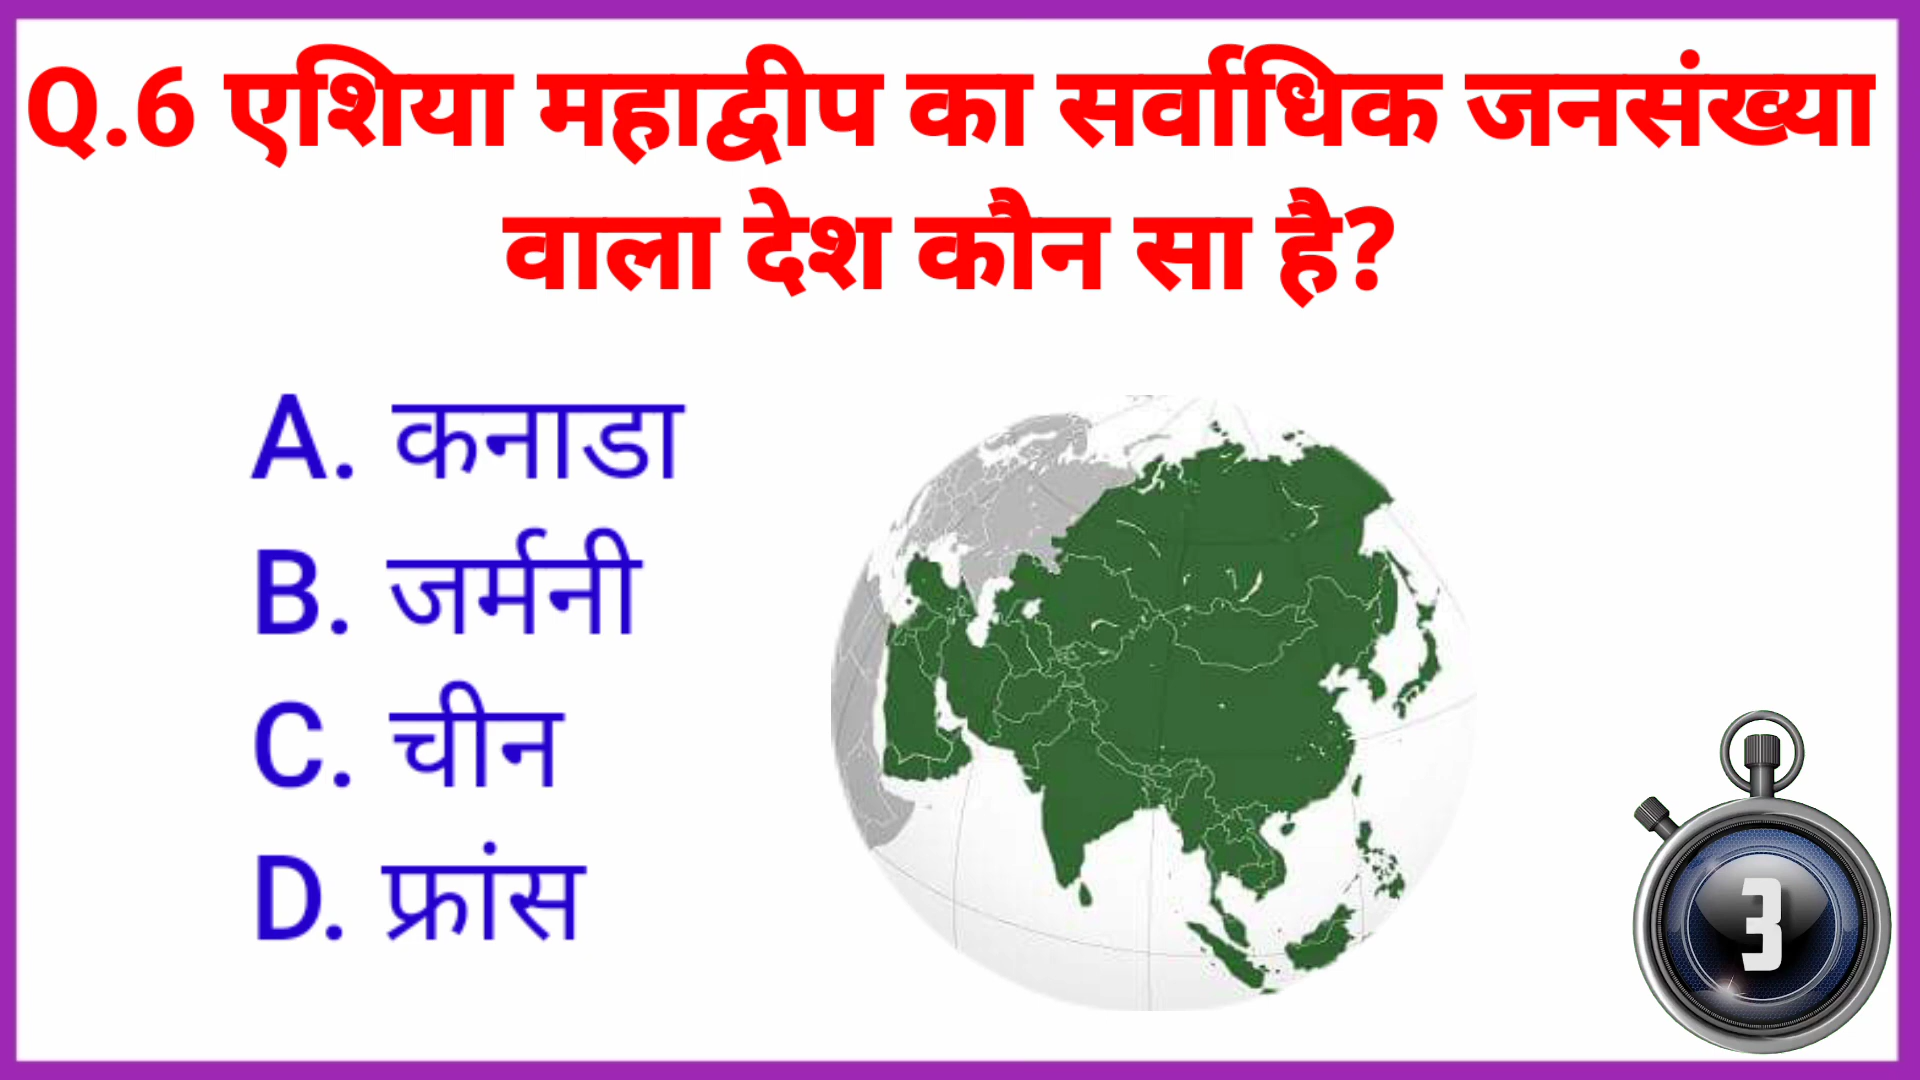 Q.6 एशिया महाद्वीप का सर्वाधिक जनसंख्या
वाला देश कौन सा है?
A. कनाडा
B. जर्मनी
C. चीन
D. फ्रांस
3